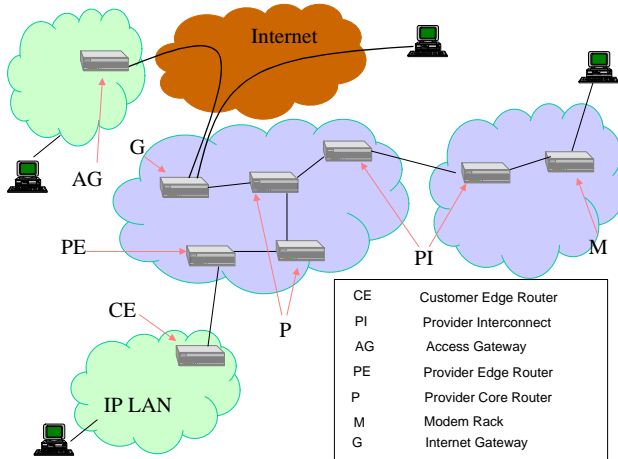 Internet
G
AG
PE
PI
M
CE
P
IP LAN
CE Customer Edge Router
PI Provider Interconnect
AG Access Gateway
PE Provider Edge Router
P Provider Core Router
M Modem Rack
G Internet Gateway